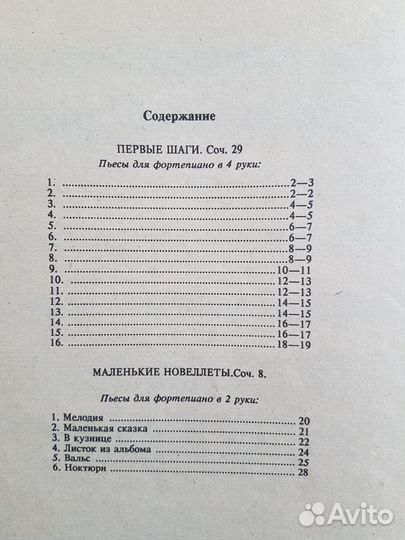 Содержание
ПЕРВЫЕ ШАГИ. Соч. 29
Пьесы для фортепиано в 4 руки:
1. 2—3
2. 2—2
3. 4—5
4. 4—5
5. 6—7
6. 6—7
7. 8—9
8. 8—9
9. 10—11
10. 12—13
11. 12—13
12. 14—15
13. 14—15
14. 16—17
15. 16—17
16. 18—19
МАЛЕНЬКИЕ НОВЕЛЛЕТЫ.Соч. 8.
Пьесы для фортепиано в 2 руки:
1. Мелодия 20
2. Маленькая сказка 21
3. В кузнице 22
4. Листок из альбома 24
5. Вальс 25
6. Ноктюрн 28
Avito